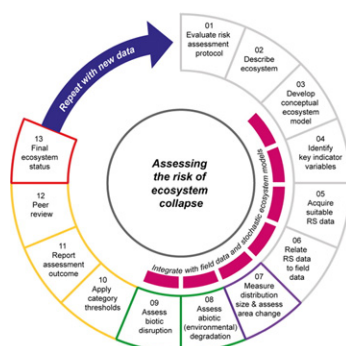 01
Evaluate risk
assessment
protocol
02
Describe
ecosystem
03
Develop
conceptual
ecosystem
model
04
Identify
key indicator
variables
05
Acquire
suitable
RS data
06
Relate
RS data
to field
data
07
Measure
distribution
size & assess
area change
08
Assess
abiotic
(environmental)
degradation
09
Assess
biotic
disruption
10
Apply
category
thresholds
11
Report
assessment
outcome
12
Peer
review
13
Final
ecosystem
status
Repeat with new data
Assessing
the risk of
ecosystem
collapse
Integrate with field data and stochastic ecosystem models